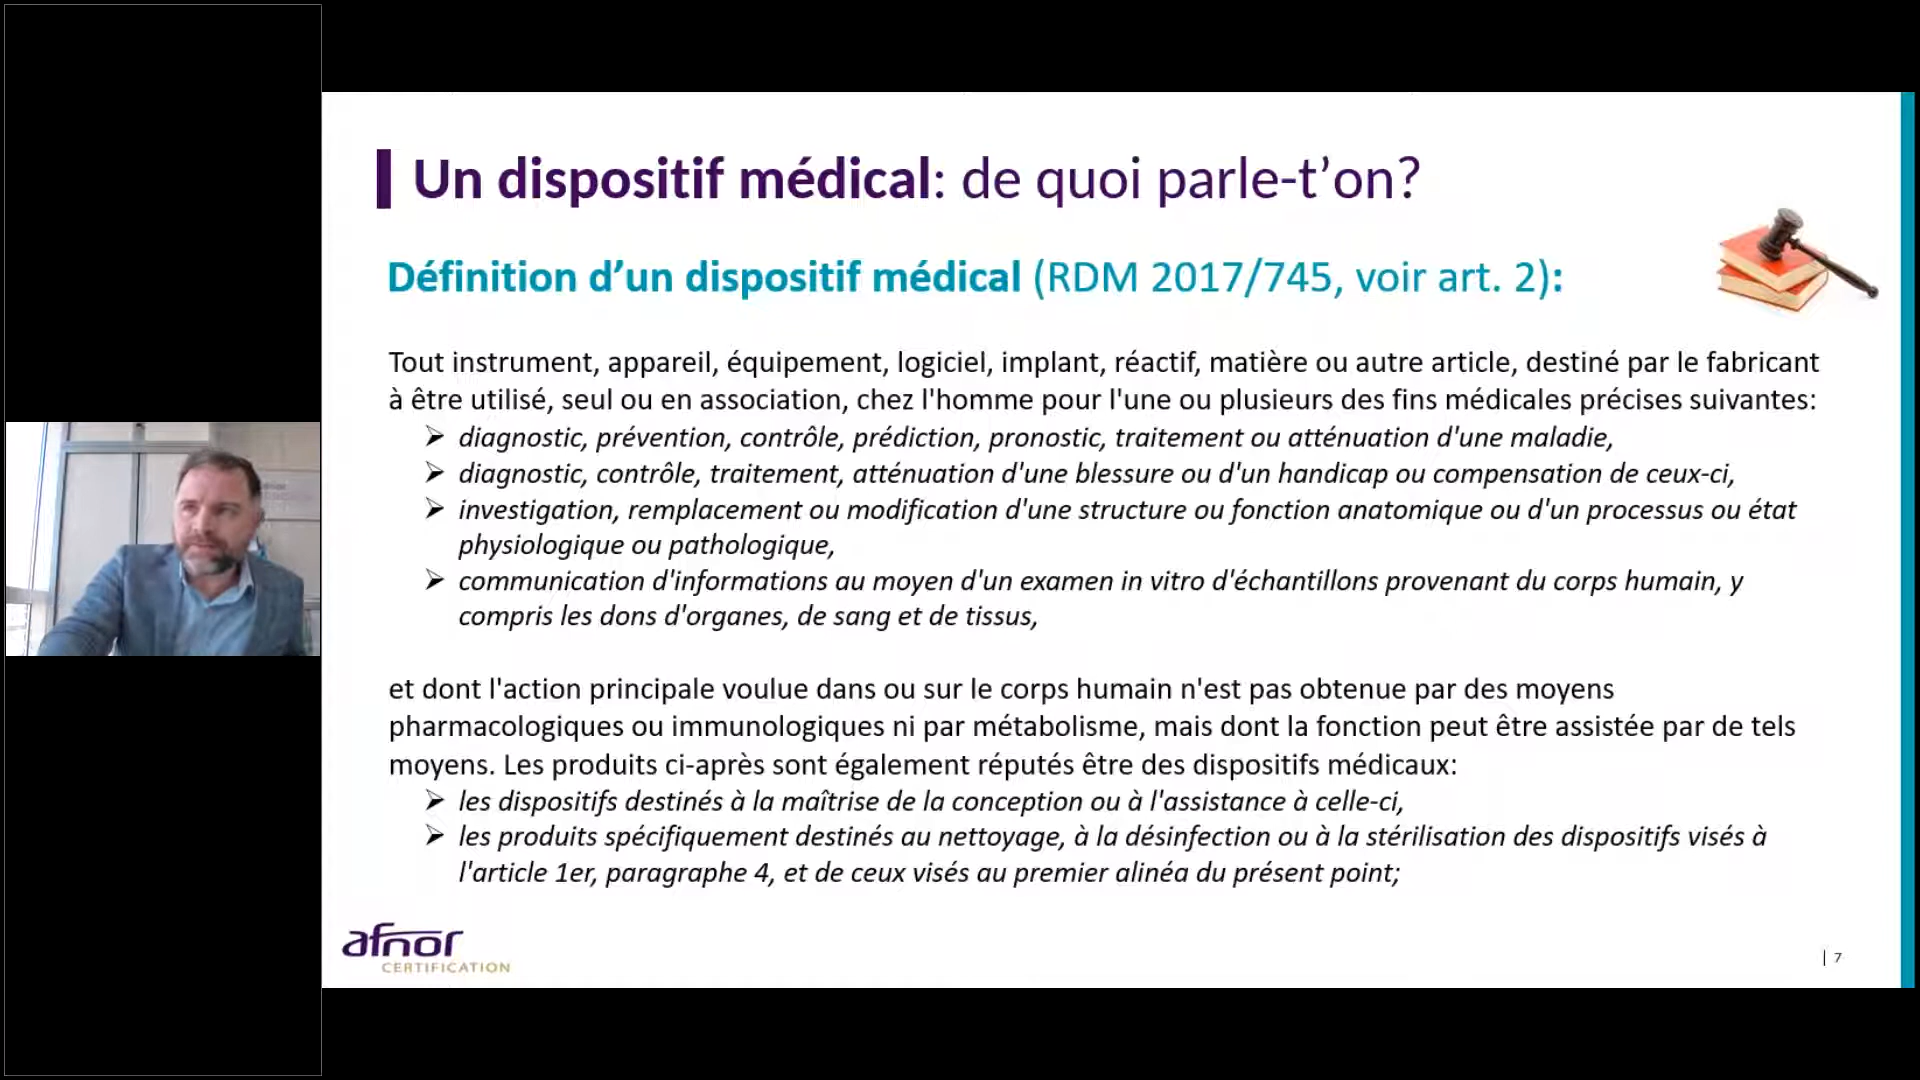 Un dispositif médical: de quoi parle-t’on?
Définition d’un dispositif médical (RDM 2017/745, voir art. 2):
Tout instrument, appareil, équipement, logiciel, implant, réactif, matière ou autre article, destiné par le fabricant
à être utilisé, seul ou en association, chez l'homme pour l'une ou plusieurs des fins médicales précises suivantes:
➢ diagnostic, prévention, contrôle, prédiction, pronostic, traitement ou atténuation d'une maladie,
➢ diagnostic, contrôle, traitement, atténuation d'une blessure ou d'un handicap ou compensation de ceux-ci,
➢ investigation, remplacement ou modification d'une structure ou fonction anatomique ou d'un processus ou état
physiologique ou pathologique,
➢ communication d'informations au moyen d'un examen in vitro d'échantillons provenant du corps humain, y
compris les dons d'organes, de sang et de tissus,
et dont l'action principale voulue dans ou sur le corps humain n'est pas obtenue par des moyens
pharmacologiques ou immunologiques ni par métabolisme, mais dont la fonction peut être assistée par de tels
moyens. Les produits ci-après sont également réputés être des dispositifs médicaux:
➢ les dispositifs destinés à la maîtrise de la conception ou à l'assistance à celle-ci,
➢ les produits spécifiquement destinés au nettoyage, à la désinfection ou à la stérilisation des dispositifs visés à
l'article 1er, paragraphe 4, et de ceux visés au premier alinéa du présent point;
afnor
CERTIFICATION
| 7